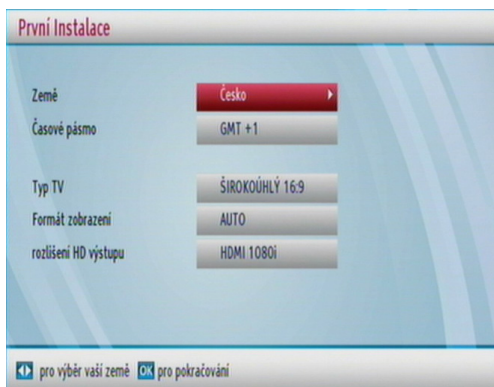 První Instalace
Země Česko
Časové pásmo GMT +1
Typ TV ŠIROKOÚHLÝ 16:9
Formát zobrazení AUTO
rozlišení HD výstupu HDMI 1080i
pro výběr vaší země OK pro pokračování